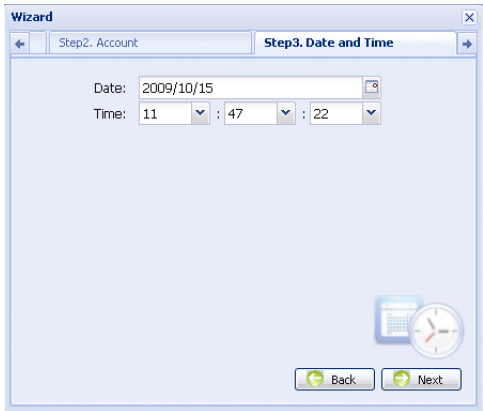 Wizard
Step2. Account
Step3. Date and Time
Date: 2009/10/15
Time: 11 : 47 : 22
Back
Next